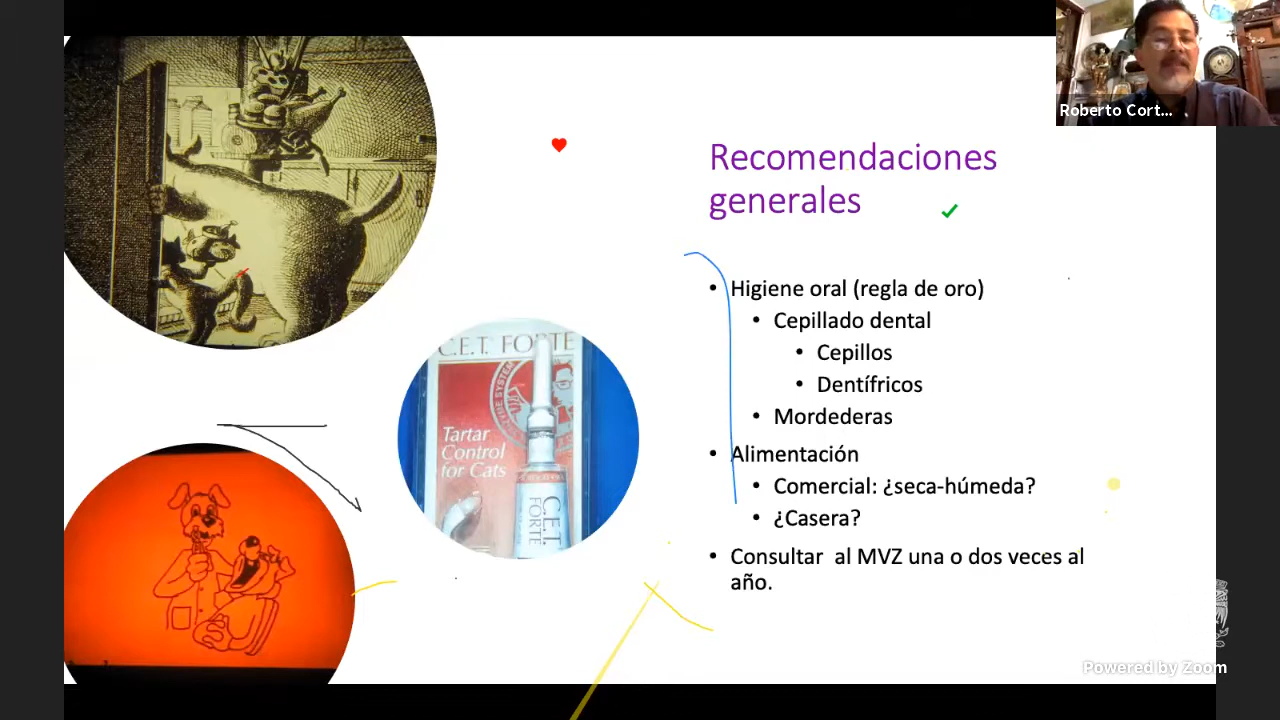 Roberto Cort...
Recomendaciones
generales
• Higiene oral (regla de oro)
• Cepillado dental
• Cepillos
• Dentífricos
• Mordederas
• Alimentación
• Comercial: ¿seca-húmeda?
• ¿Casera?
• Consultar al MVZ una o dos veces al
año.
C.E.T. FORTE
Tartar
Control
for Cats
C.E.T.
FORTE
Powered by Zoom